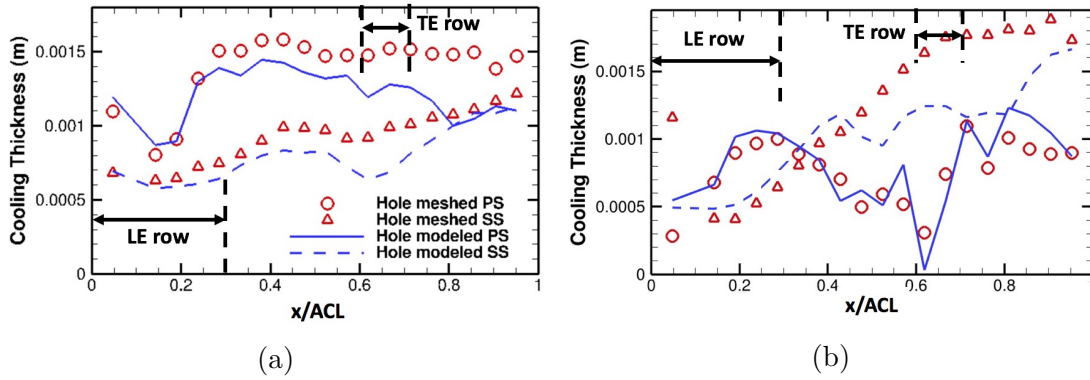 TE row
0.0015
0.001
0.0005
0
Cooling Thickness (m)
LE row
Hole meshed PS
Hole meshed SS
Hole modeled PS
Hole modeled SS
0 0.2 0.4 0.6 0.8 1
x/ACL
(a)
LE row
TE row
0.0015
0.001
0.0005
0
Cooling Thickness (m)
0 0.2 0.4 0.6 0.8
x/ACL
(b)